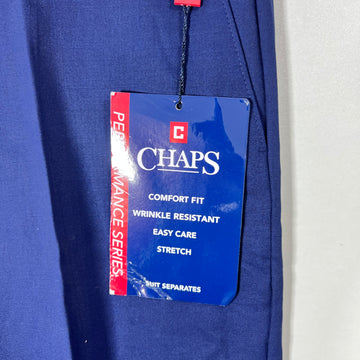 C
CHAPS
COMFORT FIT
WRINKLE RESISTANT
EASY CARE
STRETCH
SUIT SEPARATES
PERFORMANCE SERIES